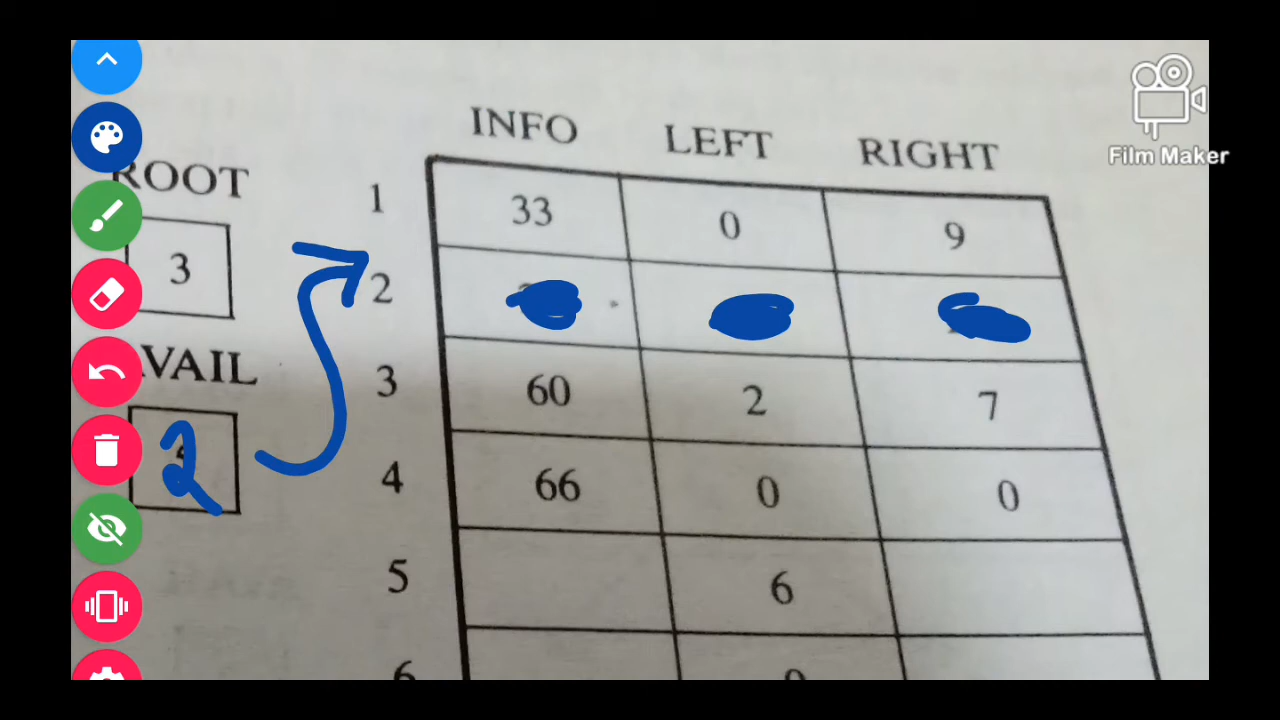 Film Maker
INFO LEFT RIGHT
ROOT
3
AVAIL
2
1 33 0 9
2
3 60 2 7
4 66 0 0
5 6
6